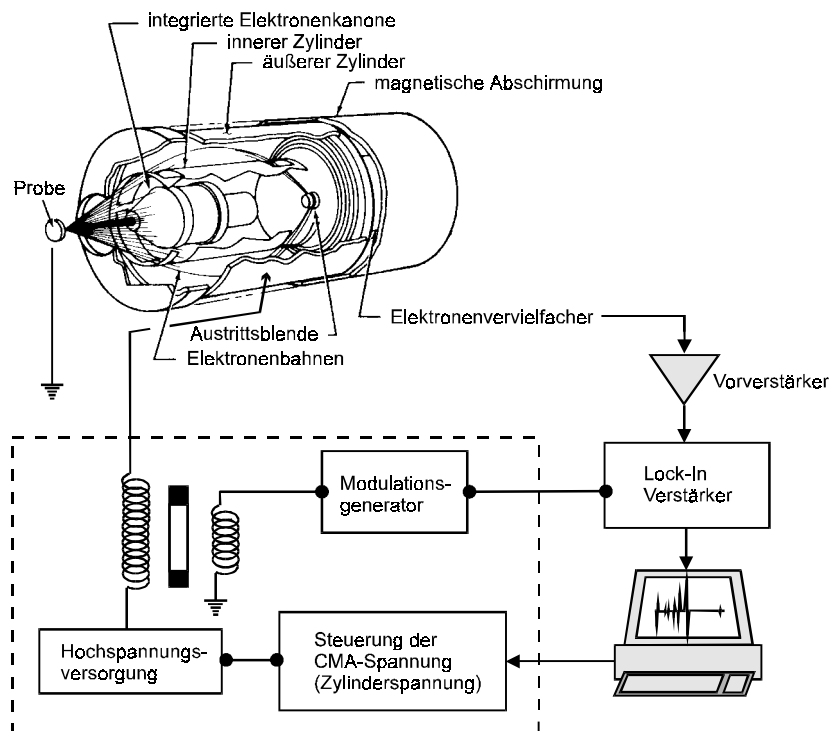 integrierte Elektronenkanone
innerer Zylinder
äußerer Zylinder
magnetische Abschirmung
Probe
Elektronenvervielfacher
Austrittsblende
Elektronenbahnen
Vorverstärker
Modulations-
generator
Lock-In
Verstärker
Hochspannungs-
versorgung
Steuerung der
CMA-Spannung
(Zylinderspannung)